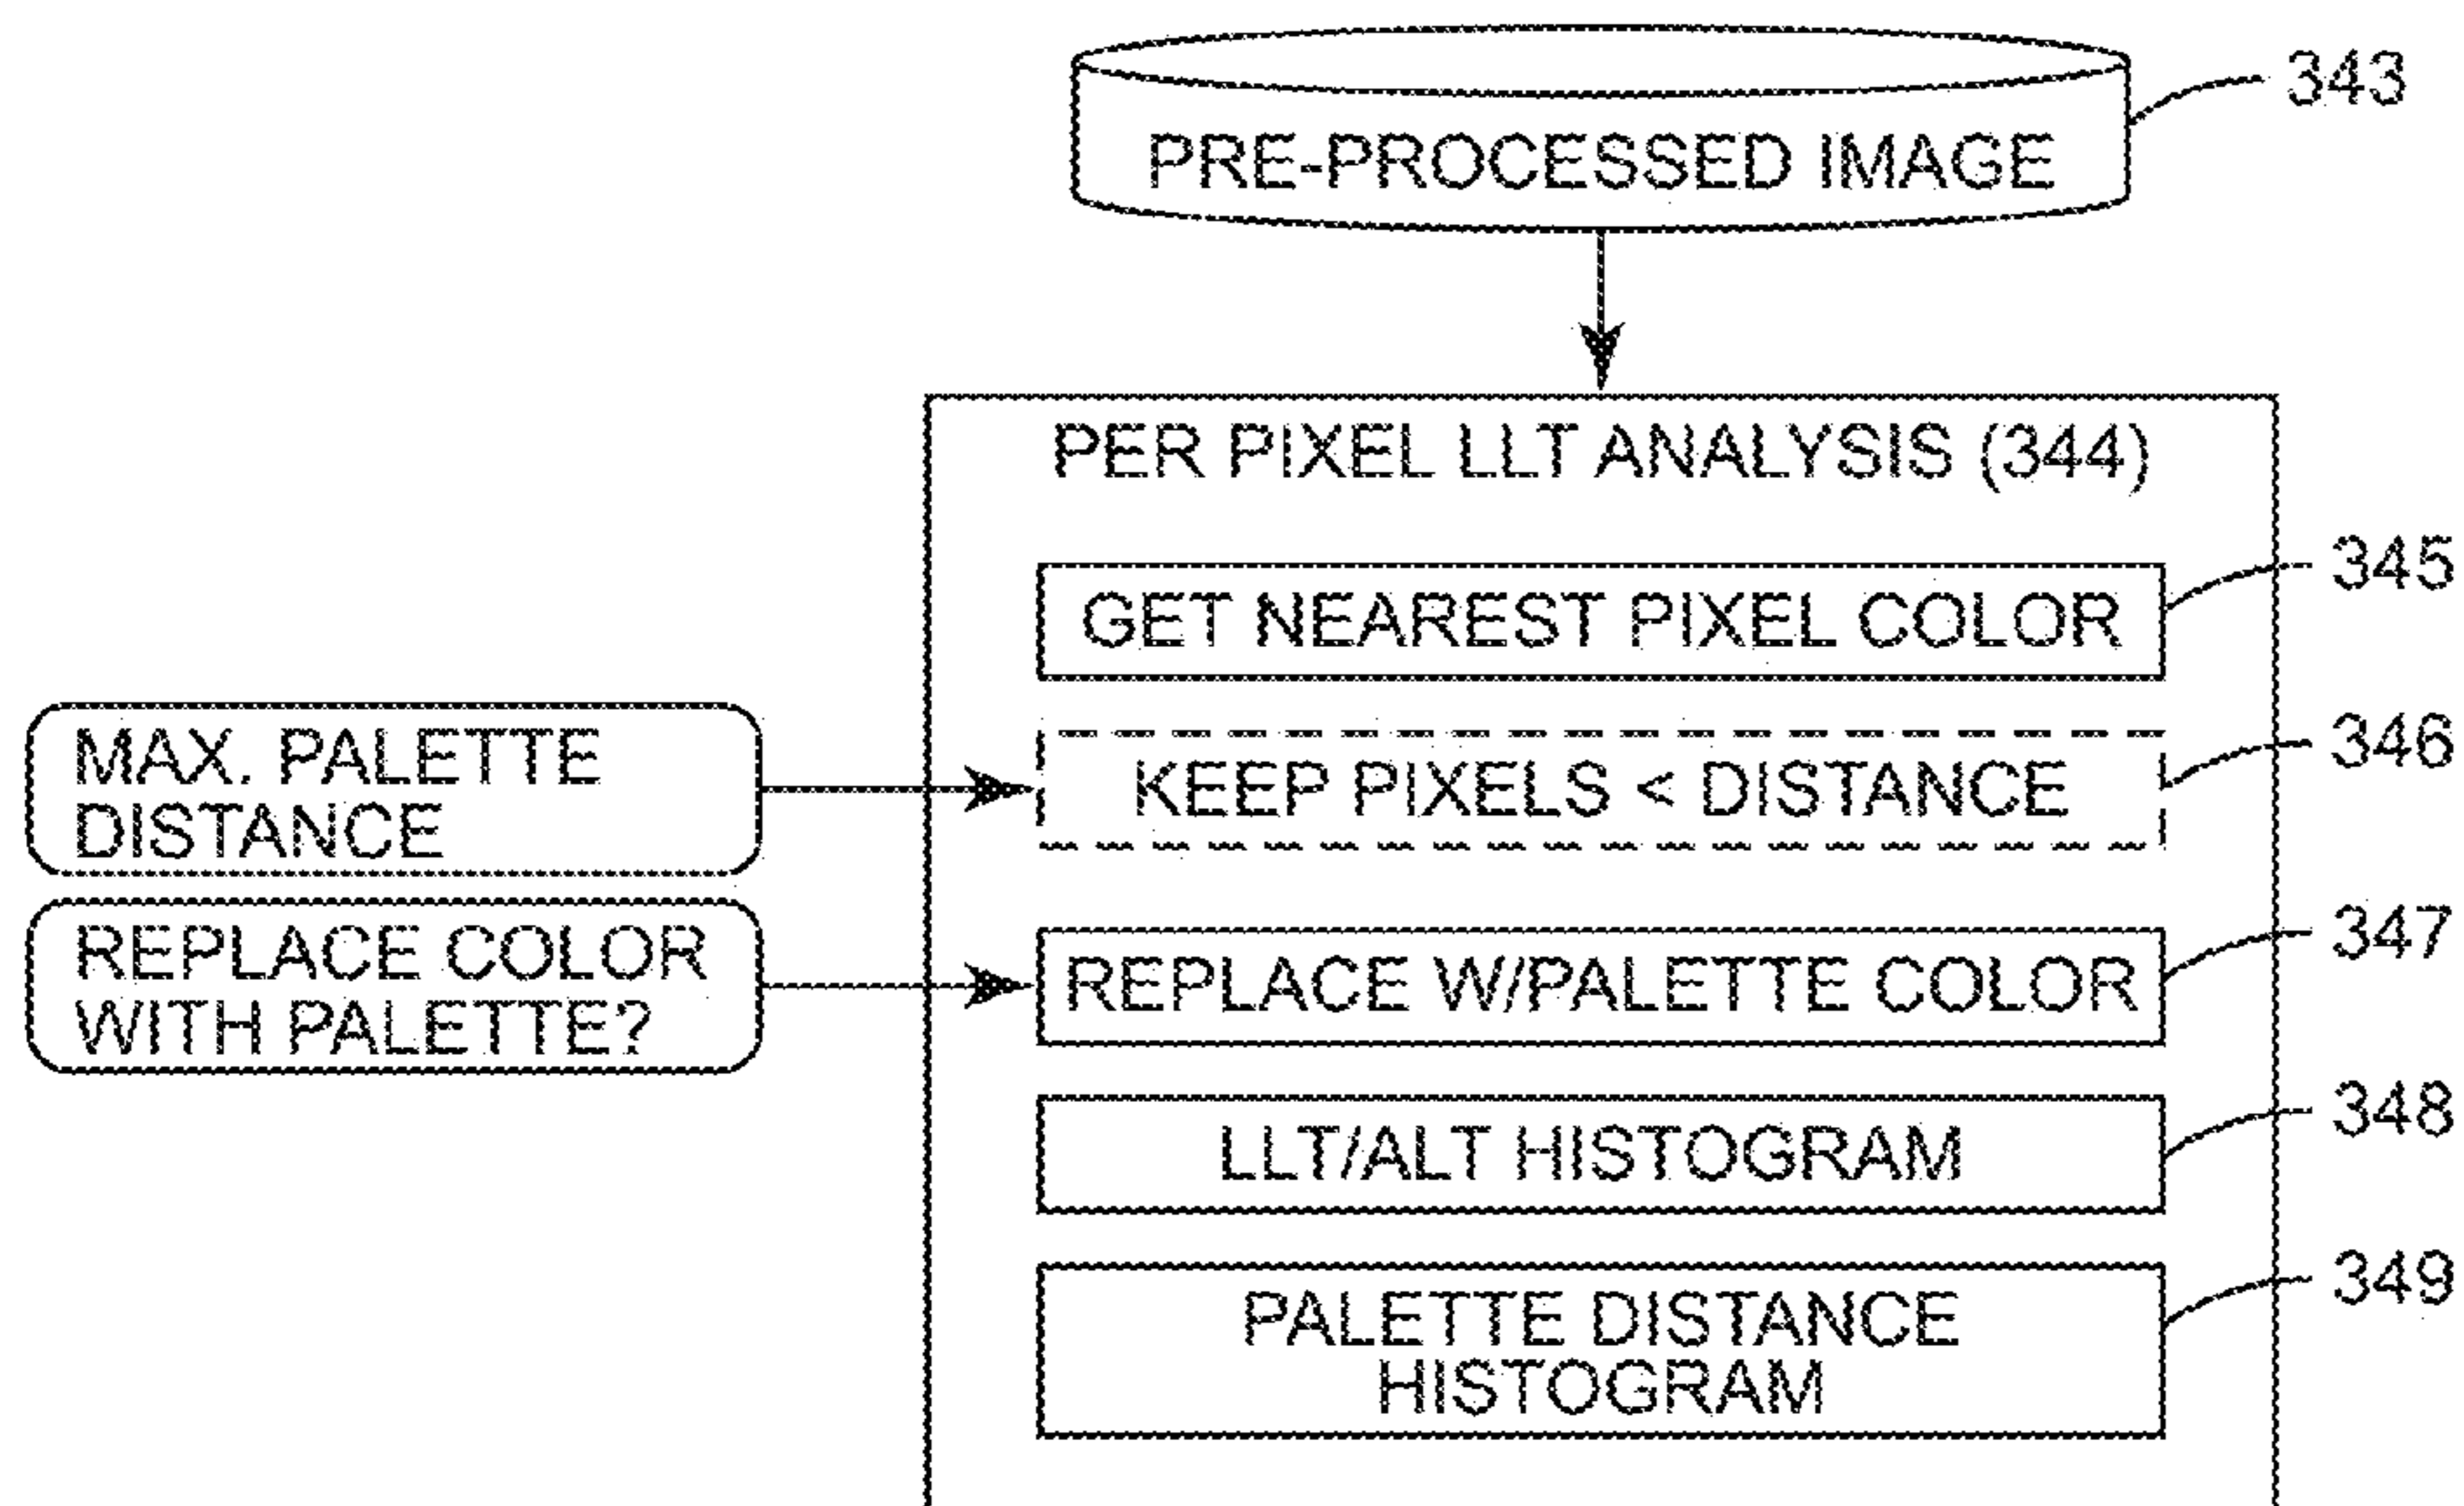 343
PRE-PROCESSED IMAGE
PER PIXEL LLT ANALYSIS (344)
345
GET NEAREST PIXEL COLOR
MAX. PALETTE
DISTANCE
346
KEEP PIXELS < DISTANCE
REPLACE COLOR
WITH PALETTE?
347
REPLACE W/PALETTE COLOR
348
LLT/ALT HISTOGRAM
349
PALETTE DISTANCE
HISTOGRAM